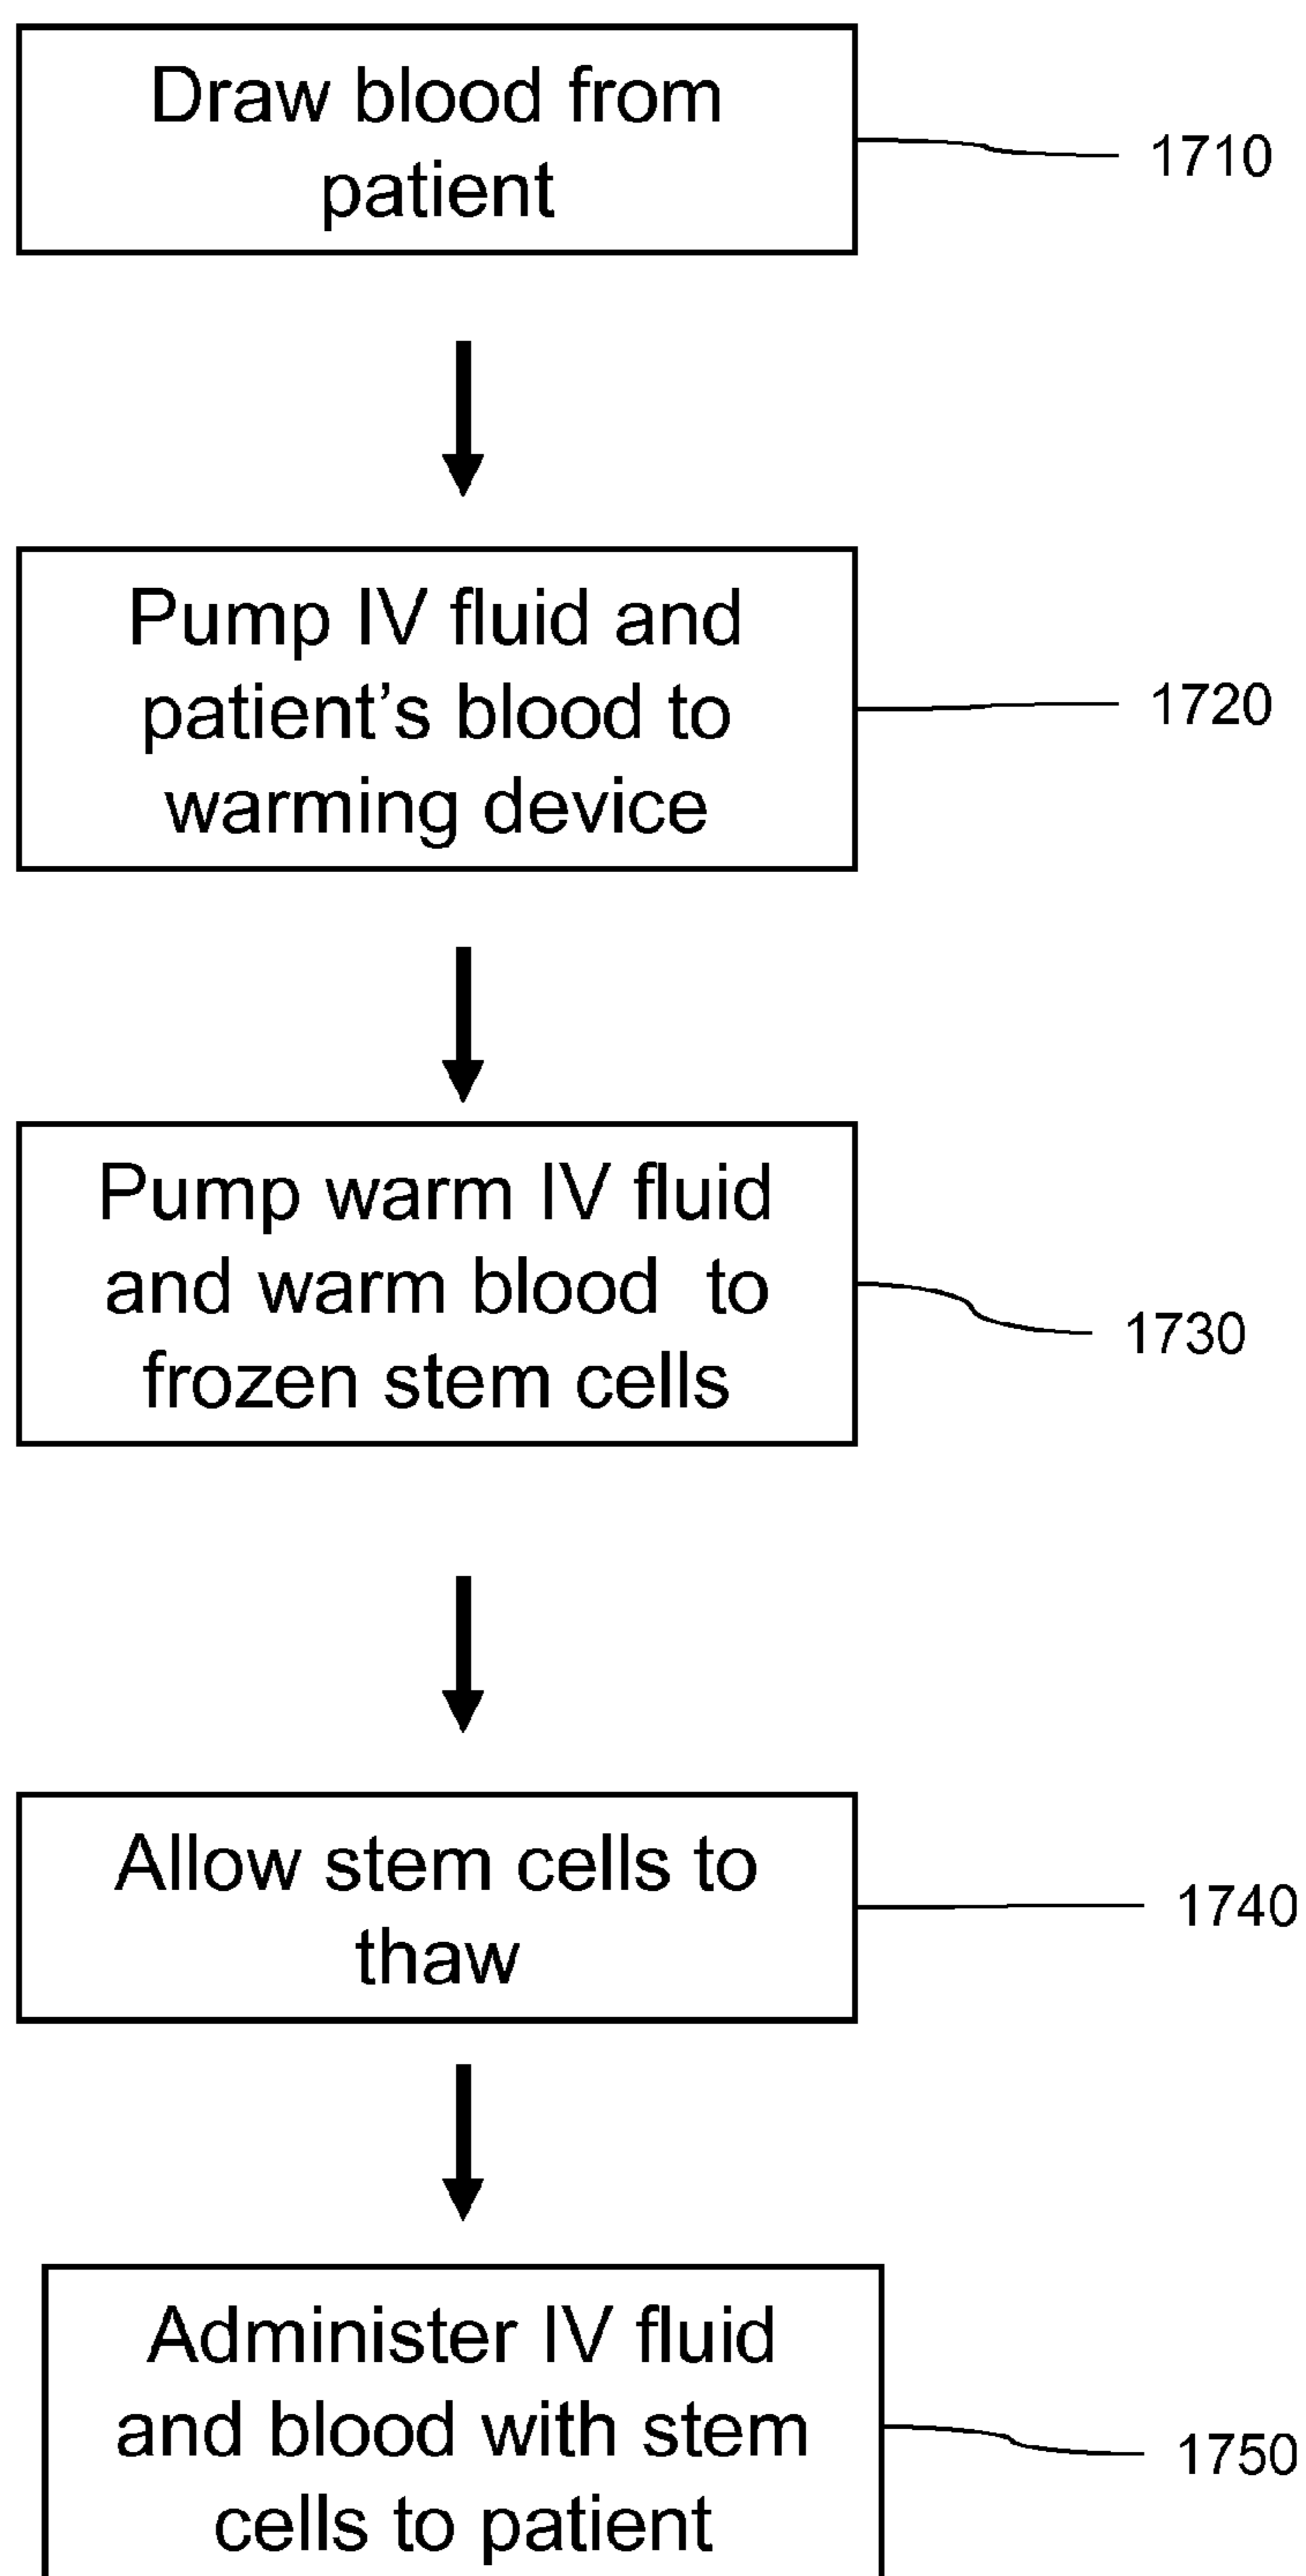 Draw blood from
patient
1710
Pump IV fluid and
patient's blood to
warming device
1720
Pump warm IV fluid
and warm blood  to
frozen stem cells
1730
Allow stem cells to
thaw
1740
Administer IV fluid
and blood with stem
cells to patient
1750